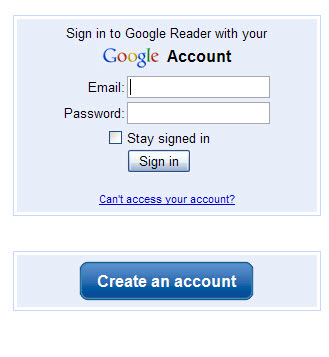 Sign in to Google Reader with your
Google Account
Email:
Password:
Stay signed in
Sign in
Can't access your account?
Create an account